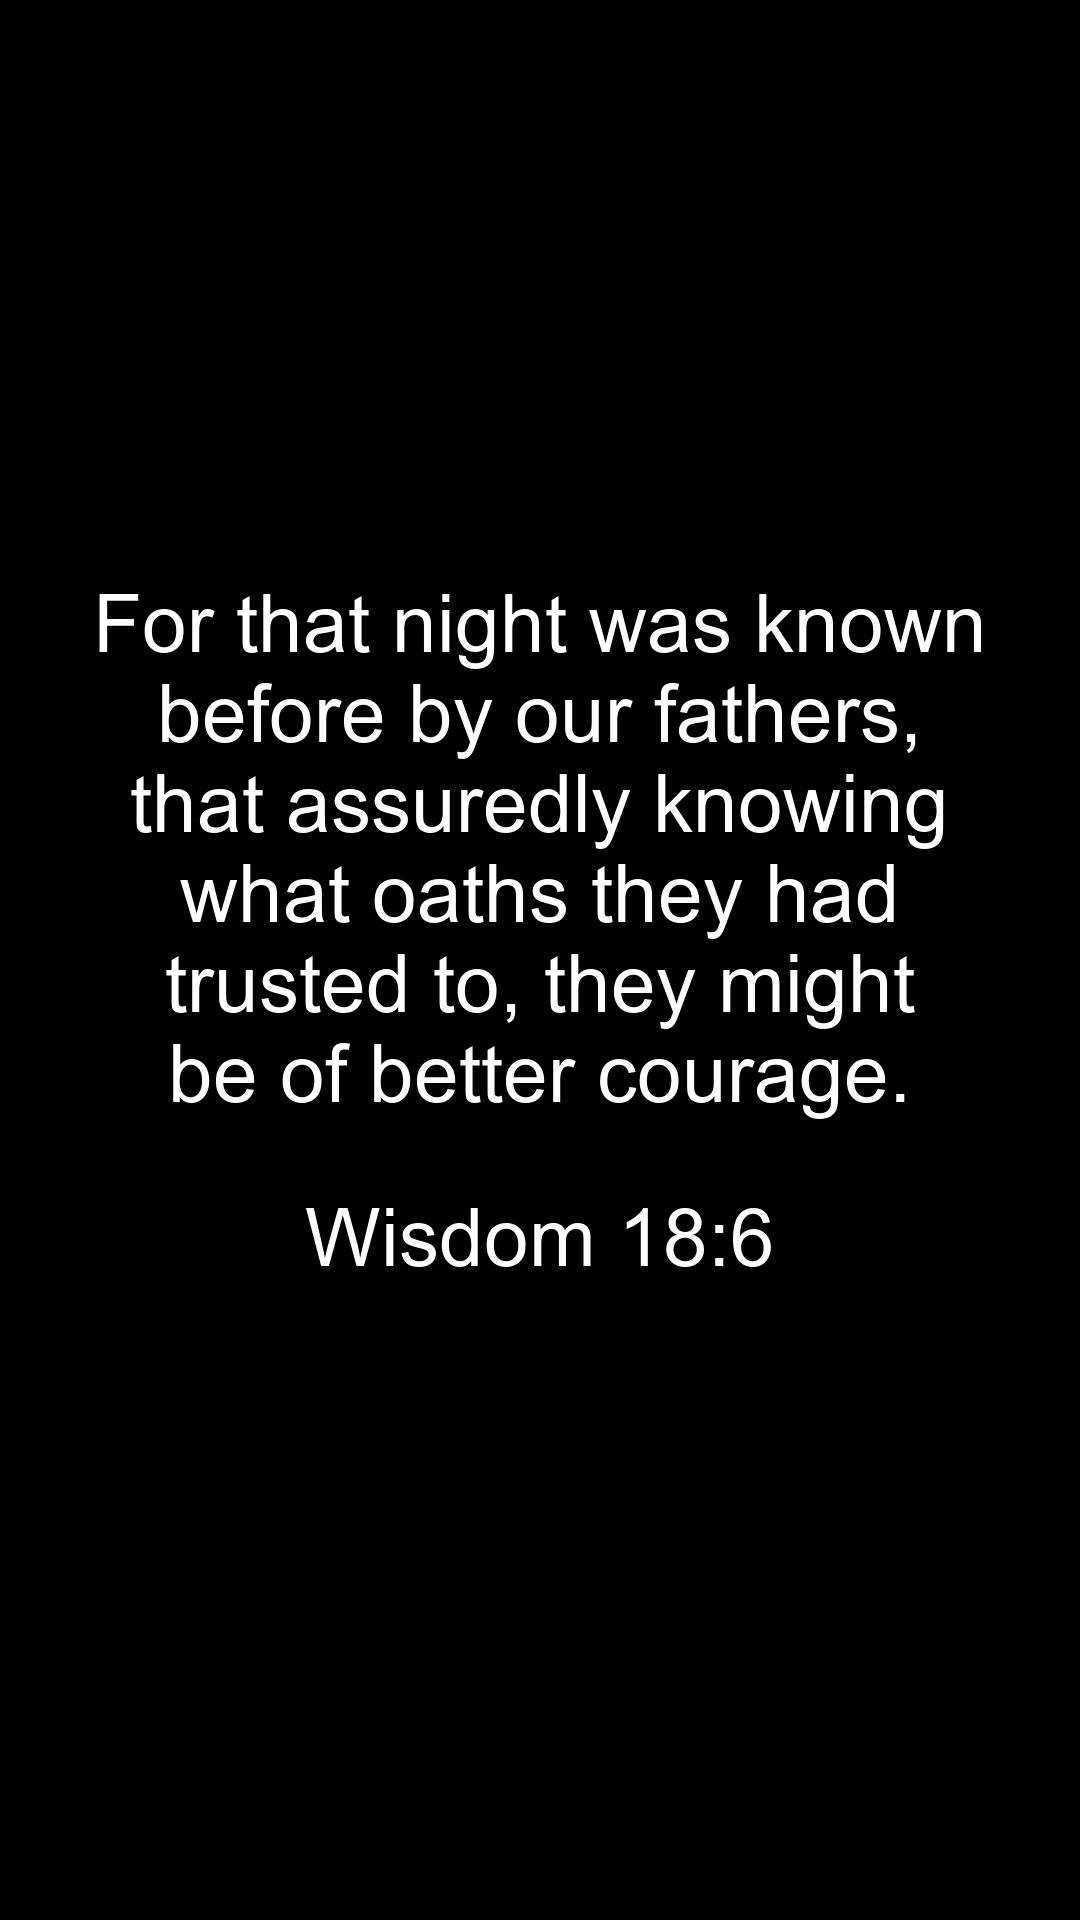 For that night was known
before by our fathers,
that assuredly knowing
what oaths they had
trusted to, they might
be of better courage.
Wisdom 18:6